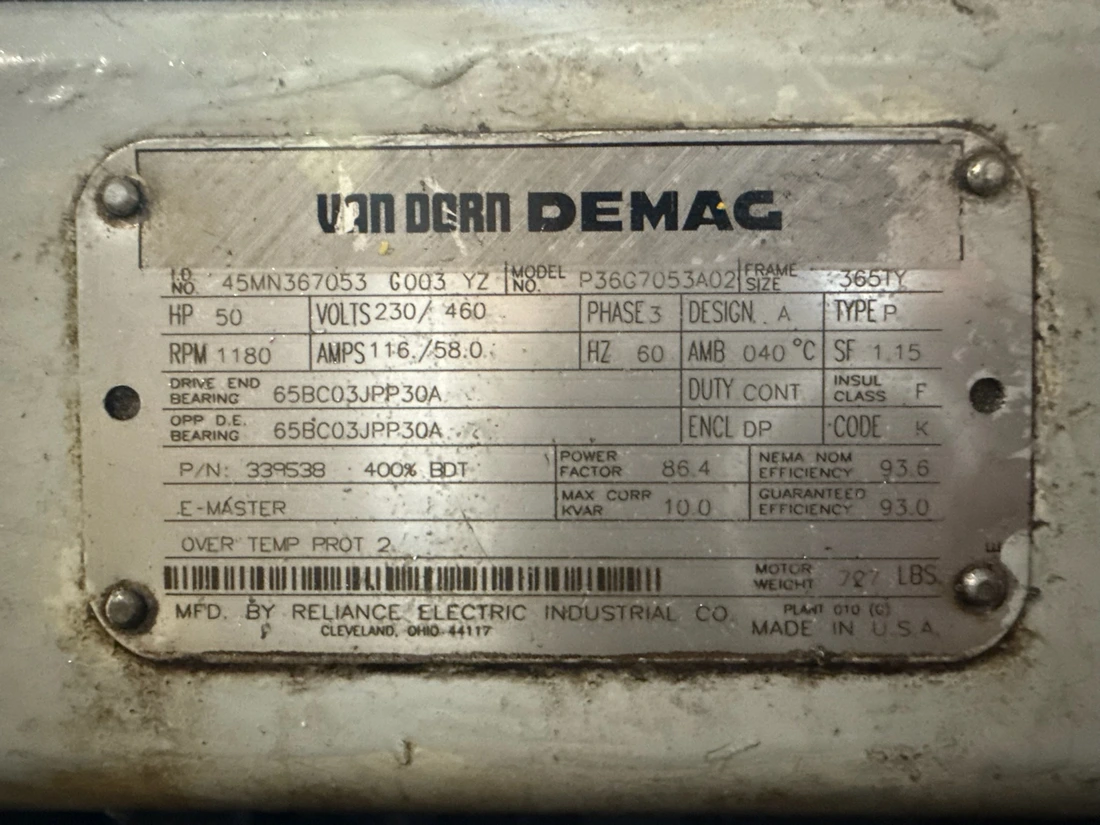 VAN DORN DEMAG
I.D. NO. 45MN367053 G003 YZ MODEL NO. P36G7053A02 FRAME SIZE 365TY
HP 50 VOLTS 230/ 460 PHASE 3 DESIGN A TYPE P
RPM 1180 AMPS 116./58.0 HZ 60 AMB 040 °C SF 1.15
DRIVE END BEARING 65BC03JPP30A DUTY CONT INSUL CLASS F
OPP D.E. BEARING 65BC03JPP30A ENCL DP CODE K
P/N: 339538 400% BDT POWER FACTOR 86.4 NEMA NOM EFFICIENCY 93.6
E-MASTER MAX CORR KVAR 10.0 GUARANTEED EFFICIENCY 93.0
OVER TEMP PROT 2
E
MOTOR WEIGHT 727 LBS.
MFD. BY RELIANCE ELECTRIC INDUSTRIAL CO. PLANT 010 (G)
CLEVELAND, OHIO 44117 MADE IN U.S.A.